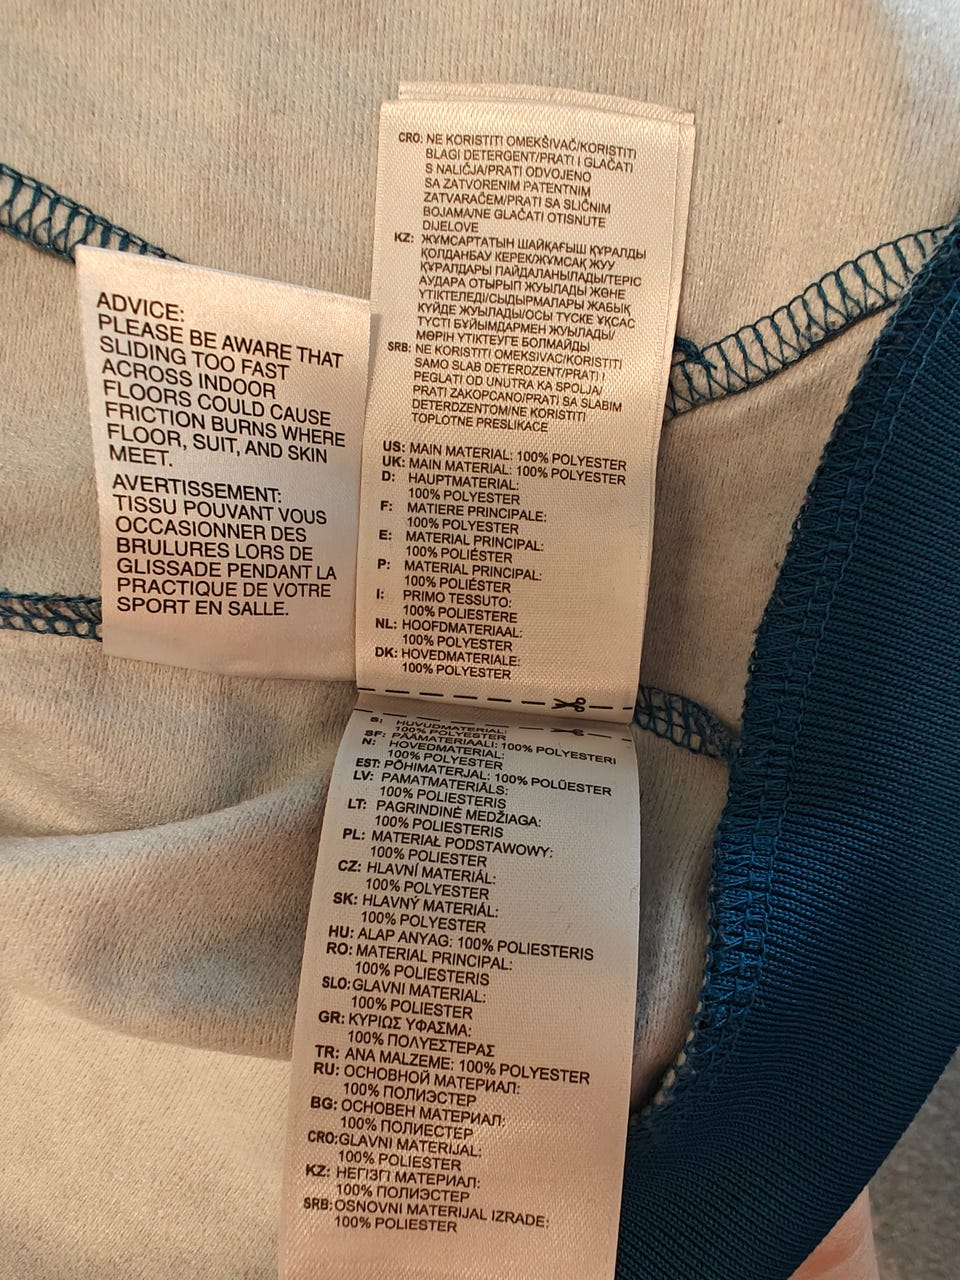 ADVICE:
PLEASE BE AWARE THAT
SLIDING TOO FAST
ACROSS INDOOR
FLOORS COULD CAUSE
FRICTION BURNS WHERE
FLOOR, SUIT, AND SKIN
MEET.
AVERTISSEMENT:
TISSU POUVANT VOUS
OCCASIONNER DES
BRULURES LORS DE
GLISSADE PENDANT LA
PRACTIQUE DE VOTRE
SPORT EN SALLE.
CRO: NE KORISTITI OMEKŠIVAČ/KORISTITI
BLAGI DETERGENT/PRATI I GLAČATI
S NALIČJA/PRATI ODVOJENO
SA ZATVORENIM PATENTNIM
ZATVARAČEM/PRATI SA SLIČNIM
BOJAMA/NE GLAČATI OTISNUTE
DIJELOVE
KZ: ЖҰМСАРТАТЫН ШАЙҚАҒЫШ ҚҰРАЛДЫ
ҚОЛДАНБАУ КЕРЕК/ЖҰМСАҚ ЖУУ
ҚҰРАЛДАРЫ ПАЙДАЛАНЫЛАДЫ/ТЕРІС
АУДАРА ОТЫРЫП ЖУЫЛАДЫ ЖӘНЕ
ҮТІКТЕЛЕДІ/СЫДЫРМАЛАРЫ ЖАБЫҚ
КҮЙДЕ ЖУЫЛАДЫ/ОСЫ ТҮСКЕ ҰҚСАС
ТҮСТІ БҰЙЫМДАРМЕН ЖУЫЛАДЫ/
МӨРІН ҮТІКТЕУГЕ БОЛМАЙДЫ
SRB: NE KORISTITI OMEKSIVAC/KORISTITI
SAMO SLAB DETERDZENT/PRATI I
PEGLATI OD UNUTRA KA SPOLJA/
PRATI ZAKOPCANO/PRATI SA SLABIM
DETERDZENTOM/NE KORISTITI
TOPLOTNE PRESLIKACE
US: MAIN MATERIAL: 100% POLYESTER
UK: MAIN MATERIAL: 100% POLYESTER
D: HAUPTMATERIAL:
100% POLYESTER
F: MATIERE PRINCIPALE:
100% POLYESTER
E: MATERIAL PRINCIPAL:
100% POLIÉSTER
P: MATERIAL PRINCIPAL:
100% POLIÉSTER
I: PRIMO TESSUTO:
100% POLIESTERE
NL: HOOFDMATERIAAL:
100% POLYESTER
DK: HOVEDMATERIALE:
100% POLYESTER
S: HUVUDMATERIAL:
100% POLYESTER
SF: PÄÄMATERIAALI: 100% POLYESTERI
N: HOVEDMATERIAL:
100% POLYESTER
EST: PÕHIMATERJAL: 100% POLÜESTER
LV: PAMATMATERIĀLS:
100% POLIESTERIS
LT: PAGRINDINĖ MEDŽIAGA:
100% POLIESTERIS
PL: MATERIAŁ PODSTAWOWY:
100% POLIESTER
CZ: HLAVNÍ MATERIÁL:
100% POLYESTER
SK: HLAVNÝ MATERIÁL:
100% POLYESTER
HU: ALAP ANYAG: 100% POLIESTERIS
RO: MATERIAL PRINCIPAL:
100% POLIESTERIS
SLO: GLAVNI MATERIAL:
100% POLIESTER
GR: ΚΥΡΙΩΣ ΥΦΑΣΜΑ:
100% ΠΟΛΥΕΣΤΕΡΑΣ
TR: ANA MALZEME: 100% POLYESTER
RU: ОСНОВНОЙ МАТЕРИАЛ:
100% ПОЛИЭСТЕР
BG: ОСНОВЕН МАТЕРИАЛ:
100% ПОЛИЕСТЕР
CRO: GLAVNI MATERIJAL:
100% POLIESTER
KZ: НЕГІЗГІ МАТЕРИАЛ:
100% ПОЛИЭСТЕР
SRB: OSNOVNI MATERIJAL IZRADE:
100% POLIESTER